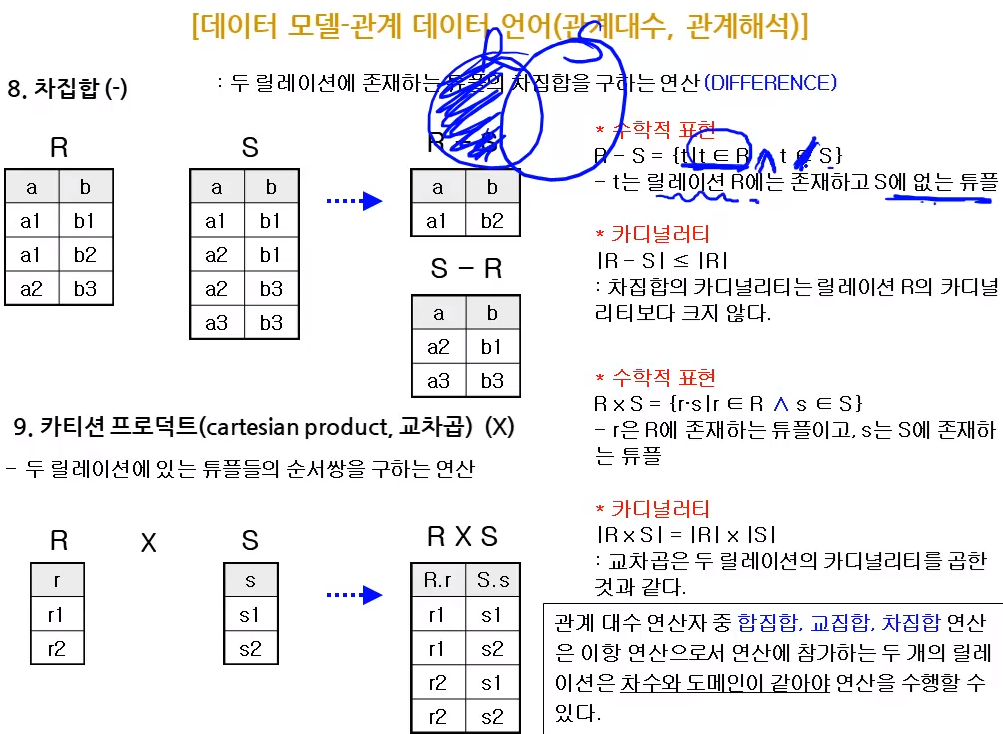 [데이터 모델-관계 데이터 언어(관계대수, 관계해석)]
8. 차집합 (-)
: 두 릴레이션에 존재하는 튜플의 차집합을 구하는 연산 (DIFFERENCE)
R
a b
a1 b1
a1 b2
a2 b3
S
a b
a1 b1
a2 b1
a2 b3
a3 b3
R - S
a b
a1 b2
S - R
a b
a2 b1
a3 b3
* 수학적 표현
R - S = {t|t ∈ R ∧ t ∉ S}
- t는 릴레이션 R에는 존재하고 S에 없는 튜플
* 카디널러티
|R - S| ≤ |R|
: 차집합의 카디널리티는 릴레이션 R의 카디널
리티보다 크지 않다.
9. 카티션 프로덕트(cartesian product, 교차곱) (X)
- 두 릴레이션에 있는 튜플들의 순서쌍을 구하는 연산
R
r
r1
r2
X
S
s
s1
s2
R X S
R.r S.s
r1 s1
r1 s2
r2 s1
r2 s2
* 수학적 표현
R x S = {r·s|r ∈ R ∧ s ∈ S}
- r은 R에 존재하는 튜플이고, s는 S에 존재하
는 튜플
* 카디널러티
|R x S| = |R| x |S|
: 교차곱은 두 릴레이션의 카디널리티를 곱한
것과 같다.
관계 대수 연산자 중 합집합, 교집합, 차집합 연산
은 이항 연산으로서 연산에 참가하는 두 개의 릴레
이션은 차수와 도메인이 같아야 연산을 수행할 수
있다.